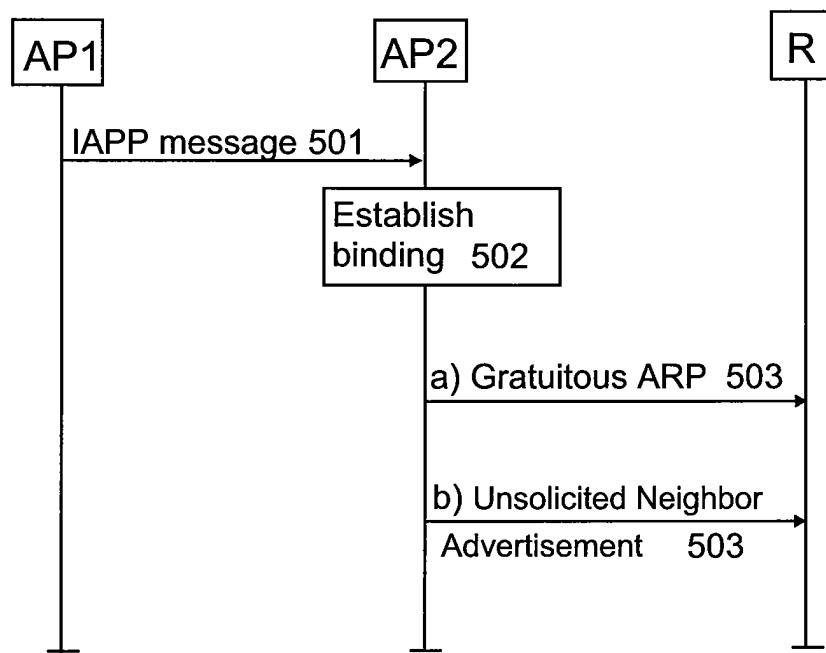 AP1
AP2
R
IAPP message 501
Establish
binding 502
a) Gratuitous ARP 503
b) Unsolicited Neighbor
Advertisement 503